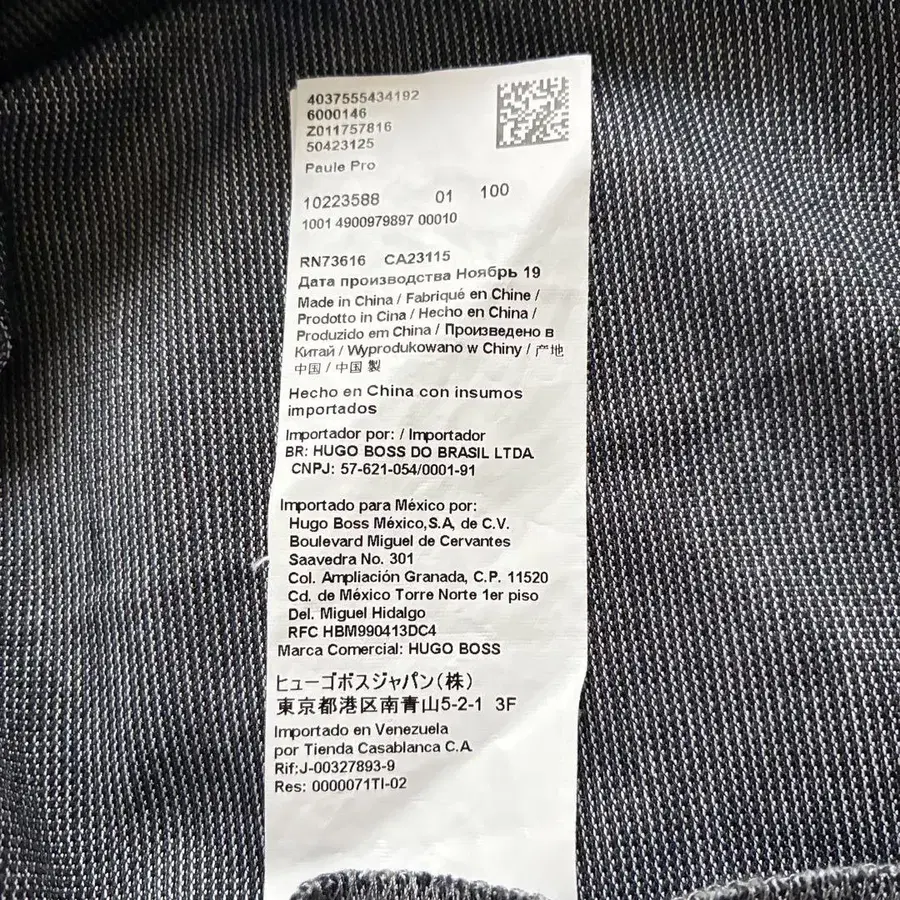 4037555434192
6000146
Z011757816
50423125
Paule Pro
10223588 01 100
1001 4900979897 00010
RN73616 CA23115
Дата производства Ноябрь 19
Made in China / Fabriqué en Chine /
Prodotto in Cina / Hecho en China /
Produzido em China / Произведено в
Китай / Wyprodukowano w Chiny / 产地
中国 / 中国 製
Hecho en China con insumos
importados
Importador por: / Importador
BR: HUGO BOSS DO BRASIL LTDA
CNPJ: 57-621-054/0001-91
Importado para México por:
Hugo Boss México,S.A, de C.V.
Boulevard Miguel de Cervantes
Saavedra No. 301
Col. Ampliación Granada, C.P. 11520
Cd. de México Torre Norte 1er piso
Del. Miguel Hidalgo
RFC HBM990413DC4
Marca Comercial: HUGO BOSS
ヒューゴボスジャパン(株)
東京都港区南青山5-2-1 3F
Importado en Venezuela
por Tienda Casablanca C.A.
Rif:J-00327893-9
Res: 0000071TI-02